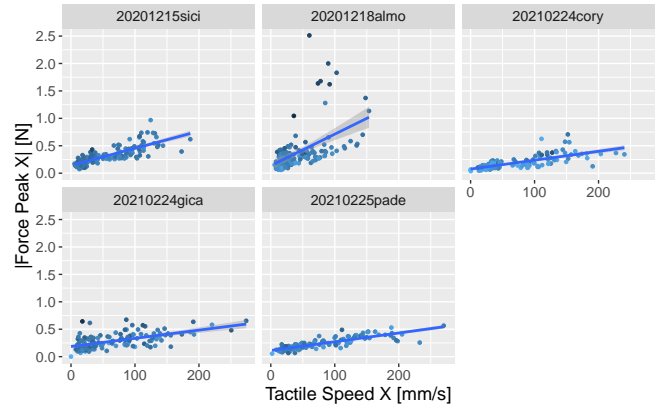 20201215sici 20201218almo 20210224cory
2.5
2.0
1.5
1.0
0.5
0.0
0 100 200
20210224gica 20210225pade
2.5
2.0
1.5
1.0
0.5
0.0
0 100 200 0 100 200
|Force Peak X| [N]
Tactile Speed X [mm/s]